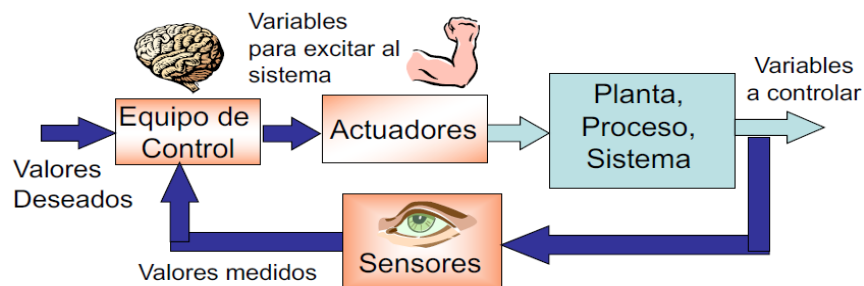 Variables
para excitar al
sistema
Equipo de
Control
Actuadores
Planta,
Proceso,
Sistema
Variables
a controlar
Valores
Deseados
Valores medidos
Sensores